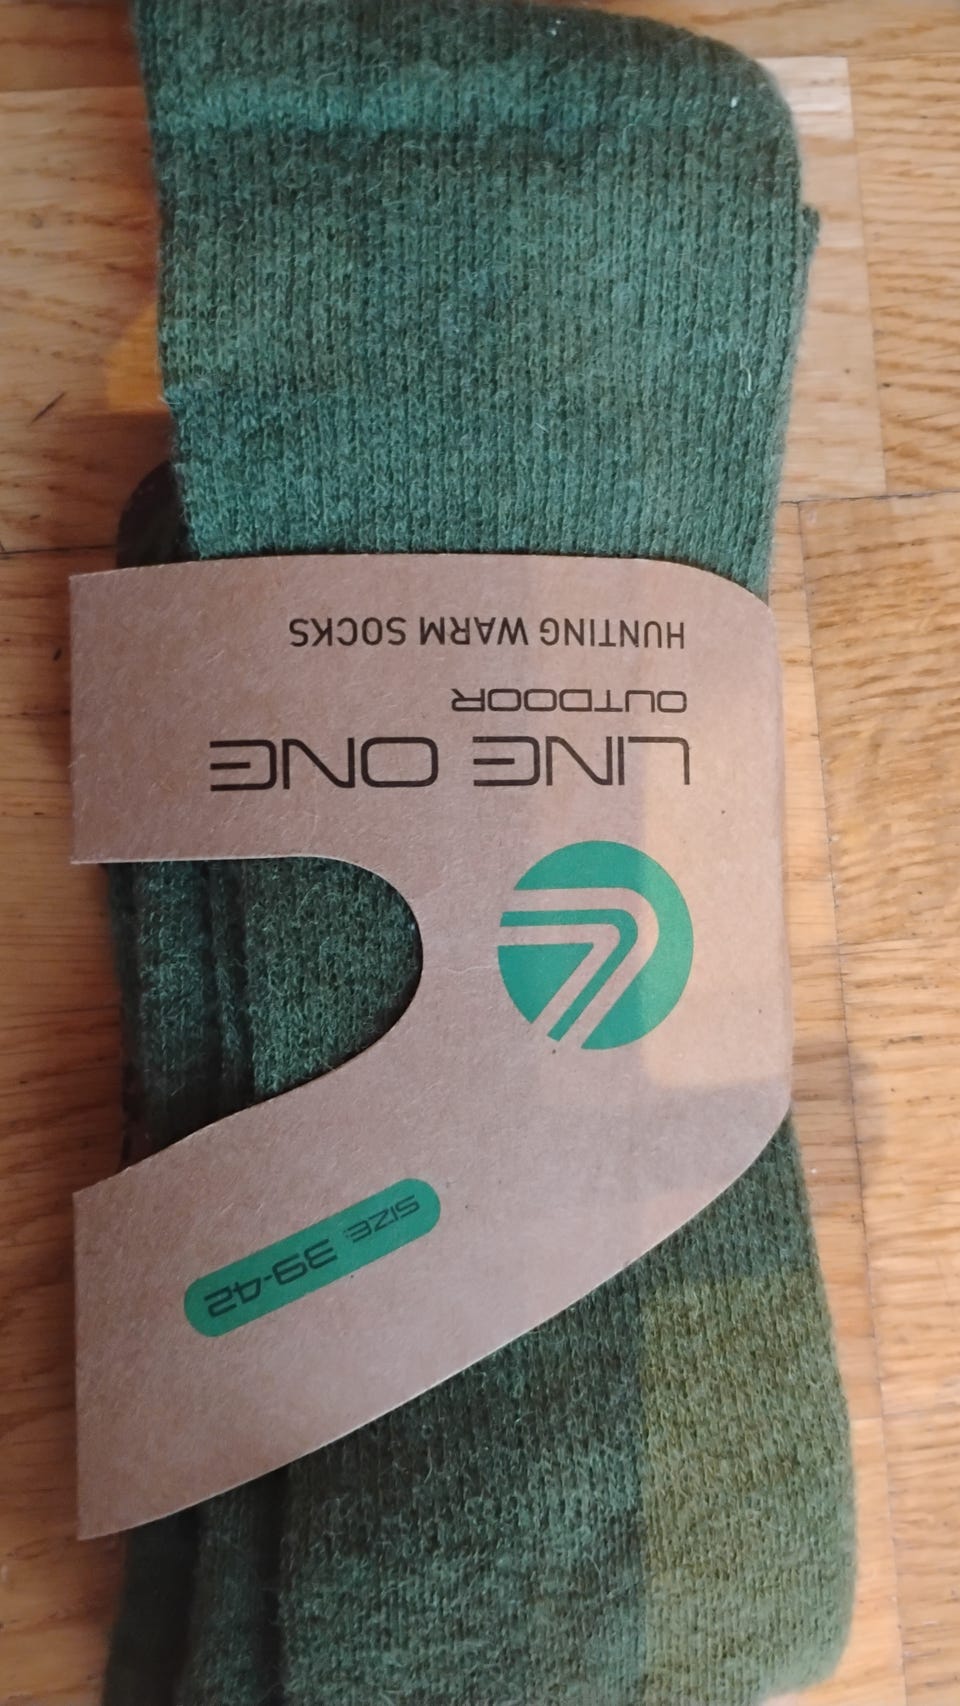 SIZE: 39-42
LINE ONE
OUTDOOR
HUNTING WARM SOCKS